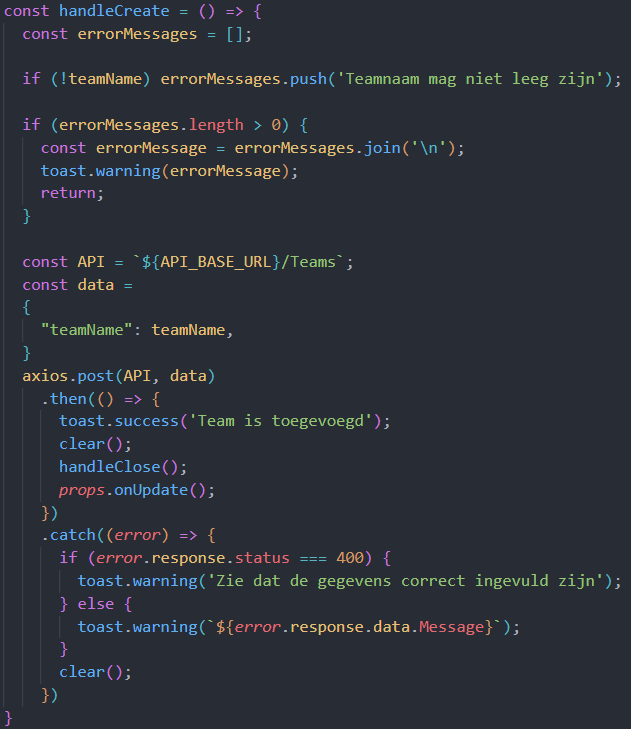 const handleCreate = () => {
  const errorMessages = [];

  if (!teamName) errorMessages.push('Teamnaam mag niet leeg zijn');

  if (errorMessages.length > 0) {
    const errorMessage = errorMessages.join('\n');
    toast.warning(errorMessage);
    return;
  }

  const API = `${API_BASE_URL}/Teams`;
  const data =
  {
    "teamName": teamName,
  }
  axios.post(API, data)
    .then(() => {
      toast.success('Team is toegevoegd');
      clear();
      handleClose();
      props.onUpdate();
    })
    .catch((error) => {
      if (error.response.status === 400) {
        toast.warning('Zie dat de gegevens correct ingevuld zijn');
      } else {
        toast.warning(`${error.response.data.Message}`);
      }
      clear();
    })
}